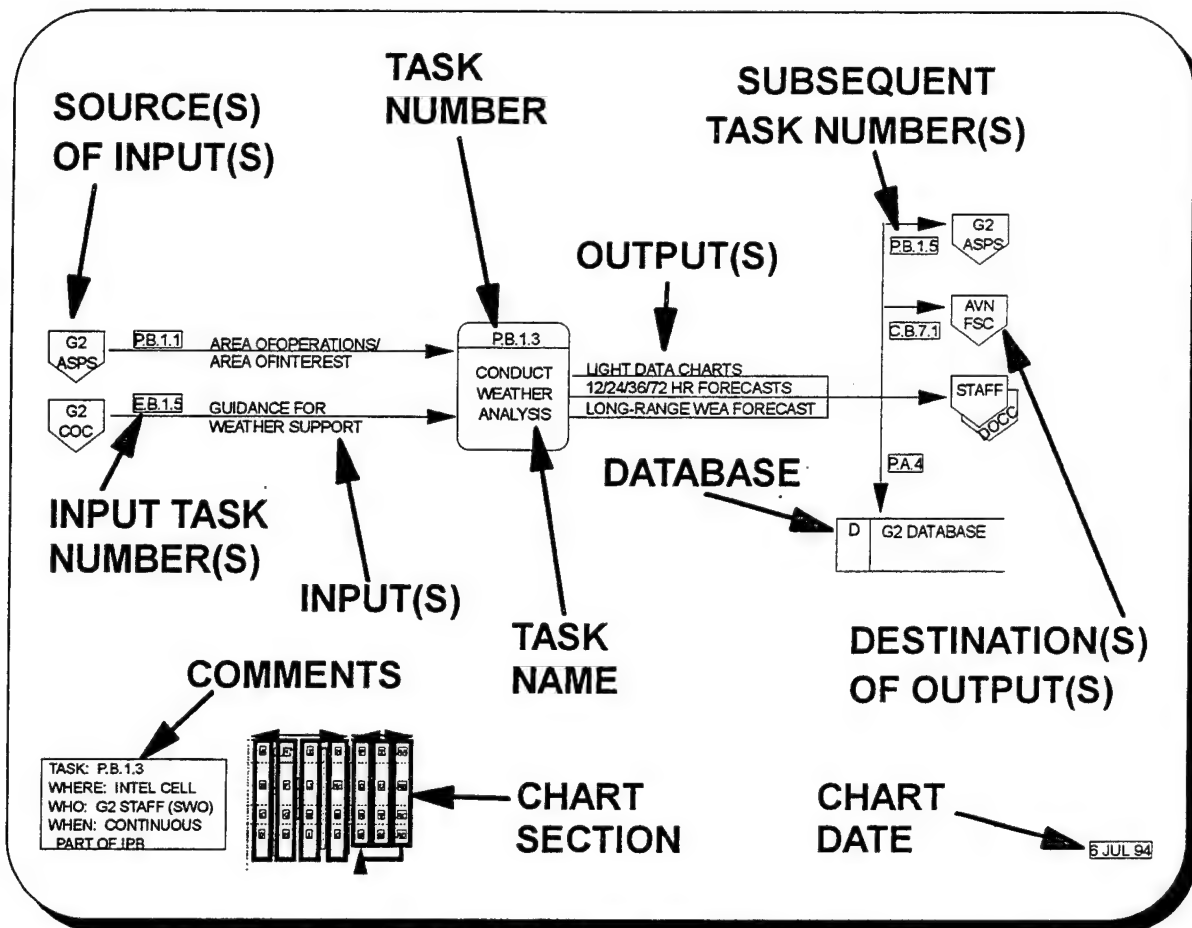 TASK
NUMBER
SUBSEQUENT
TASK NUMBER(S)
SOURCE(S)
OF INPUT(S)
OUTPUT(S)
G2
ASPS
P.B.1.5
AVN
FSC
C.B.7.1
G2
ASPS
P.B.1.1
AREA OFOPERATIONS/
AREA OFINTEREST
P.B.1.3
CONDUCT
WEATHER
ANALYSIS
LIGHT DATA CHARTS
12/24/36/72 HR FORECASTS
LONG-RANGE WEA FORECAST
STAFF
DOCC
G2
COC
E.B.1.5
GUIDANCE FOR
WEATHER SUPPORT
P.A.4
DATABASE
D G2 DATABASE
INPUT TASK
NUMBER(S)
INPUT(S)
TASK
NAME
DESTINATION(S)
OF OUTPUT(S)
COMMENTS
TASK: P.B.1.3
WHERE: INTEL CELL
WHO: G2 STAFF (SWO)
WHEN: CONTINUOUS
PART OF IPB
CHART
SECTION
CHART
DATE
6 JUL 94